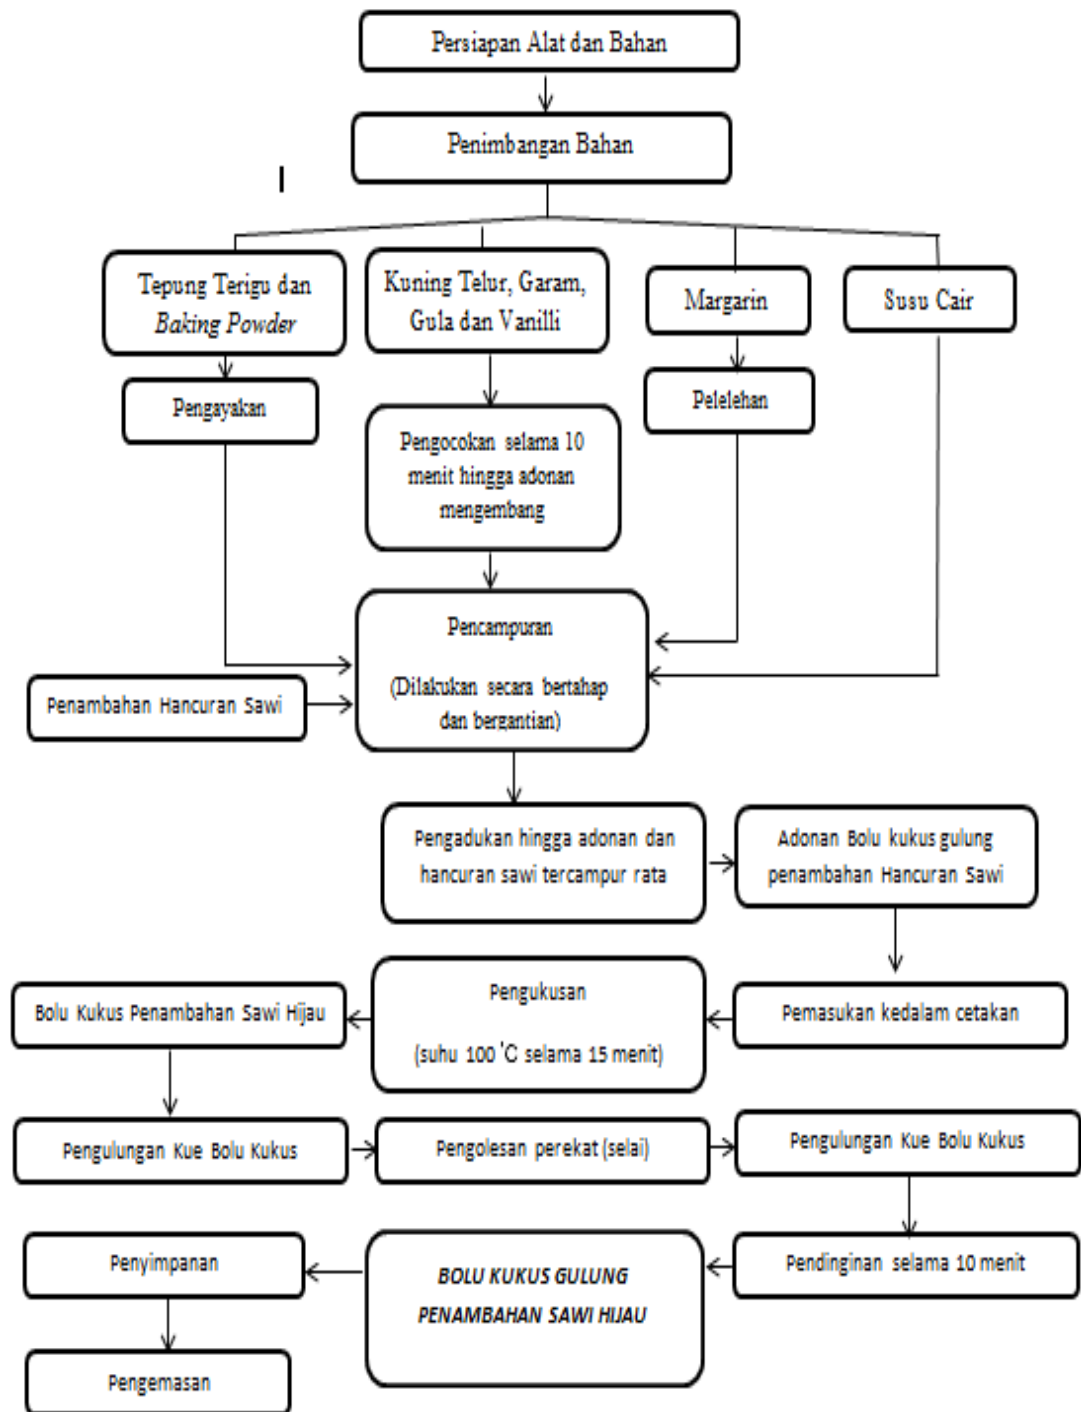 Persiapan Alat dan Bahan
Penimbangan Bahan
Tepung Terigu dan
Baking Powder
Kuning Telur, Garam,
Gula dan Vanilli
Margarin
Susu Cair
Pengayakan
Pengocokan selama 10
menit hingga adonan
mengembang
Pelelehan
Pencampuran
(Dilakukan secara bertahap
dan bergantian)
Penambahan Hancuran Sawi
Pengadukan hingga adonan dan
hancuran sawi tercampur rata
Adonan Bolu kukus gulung
penambahan Hancuran Sawi
Pemasukan kedalam cetakan
Pengukusan
(suhu 100 °C selama 15 menit)
Bolu Kukus Penambahan Sawi Hijau
Pengulungan Kue Bolu Kukus
Pengolesan perekat (selai)
Pengulungan Kue Bolu Kukus
Pendinginan selama 10 menit
BOLU KUKUS GULUNG
PENAMBAHAN SAWI HIJAU
Penyimpanan
Pengemasan